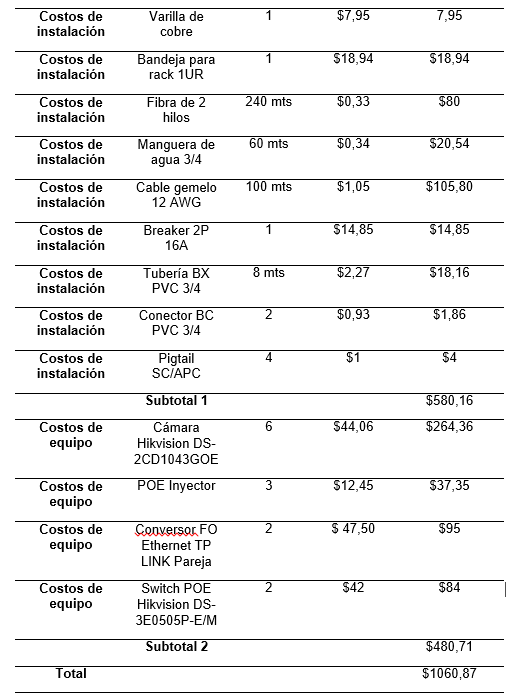 Costos de instalación Varilla de cobre 1 $7,95 7,95
Costos de instalación Bandeja para rack 1UR 1 $18,94 $18,94
Costos de instalación Fibra de 2 hilos 240 mts $0,33 $80
Costos de instalación Manguera de agua 3/4 60 mts $0,34 $20,54
Costos de instalación Cable gemelo 12 AWG 100 mts $1,05 $105,80
Costos de instalación Breaker 2P 16A 1 $14,85 $14,85
Costos de instalación Tubería BX PVC 3/4 8 mts $2,27 $18,16
Costos de instalación Conector BC PVC 3/4 2 $0,93 $1,86
Costos de instalación Pigtail SC/APC 4 $1 $4
Subtotal 1 $580,16
Costos de equipo Cámara Hikvision DS-2CD1043GOE 6 $44,06 $264,36
Costos de equipo POE Inyector 3 $12,45 $37,35
Costos de equipo Conversor FO Ethernet TP LINK Pareja 2 $ 47,50 $95
Costos de equipo Switch POE Hikvision DS-3E0505P-E/M 2 $42 $84
Subtotal 2 $480,71
Total $1060,87